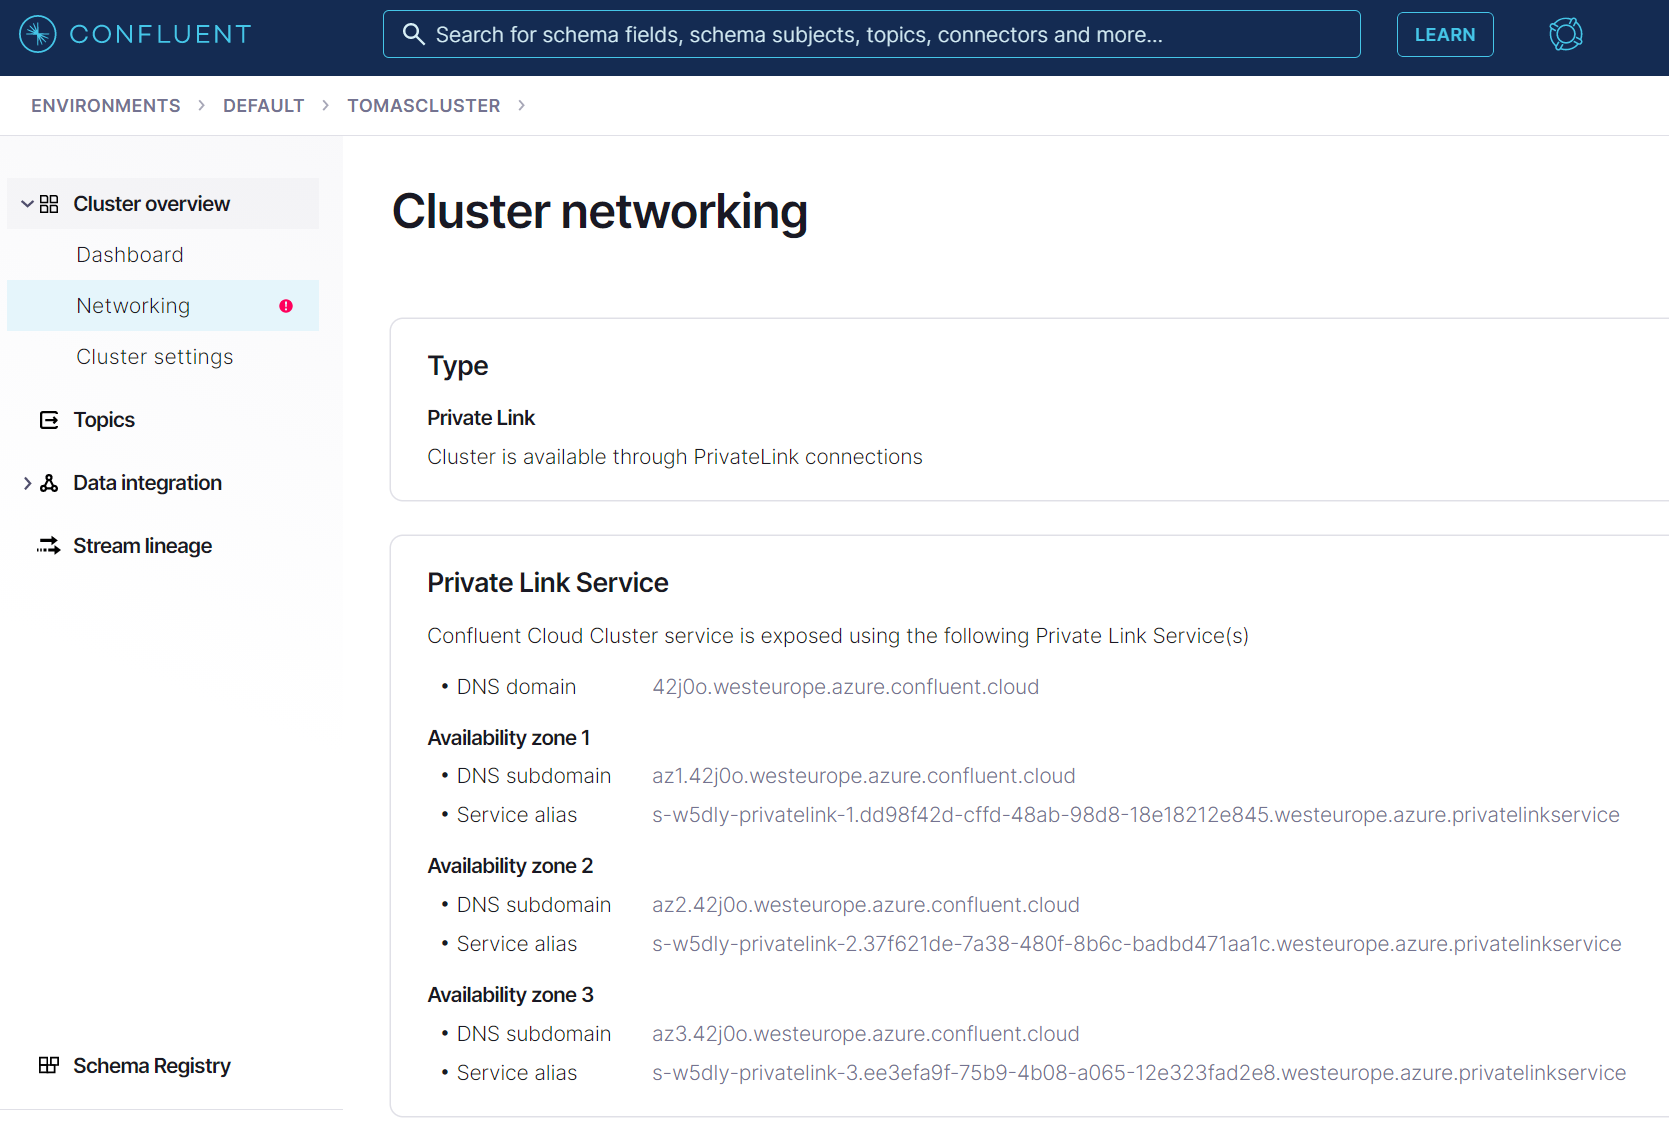 CONFLUENT
Search for schema fields, schema subjects, topics, connectors and more...
LEARN
ENVIRONMENTS > DEFAULT > TOMASCLUSTER >
Cluster overview
Dashboard
Networking
Cluster settings
Topics
Data integration
Stream lineage
Schema Registry
Cluster networking
Type
Private Link
Cluster is available through PrivateLink connections
Private Link Service
Confluent Cloud Cluster service is exposed using the following Private Link Service(s)
• DNS domain 42j0o.westeurope.azure.confluent.cloud
Availability zone 1
• DNS subdomain az1.42j0o.westeurope.azure.confluent.cloud
• Service alias s-w5dly-privatelink-1.dd98f42d-cffd-48ab-98d8-18e18212e845.westeurope.azure.privatelinkservice
Availability zone 2
• DNS subdomain az2.42j0o.westeurope.azure.confluent.cloud
• Service alias s-w5dly-privatelink-2.37f621de-7a38-480f-8b6c-badbd471aa1c.westeurope.azure.privatelinkservice
Availability zone 3
• DNS subdomain az3.42j0o.westeurope.azure.confluent.cloud
• Service alias s-w5dly-privatelink-3.ee3efa9f-75b9-4b08-a065-12e323fad2e8.westeurope.azure.privatelinkservice